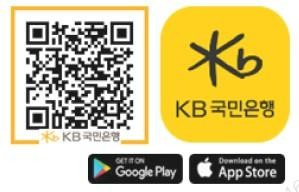 KB 국민은행
Kb
KB 국민은행
GET IT ON
Google Play
Download on the
App Store